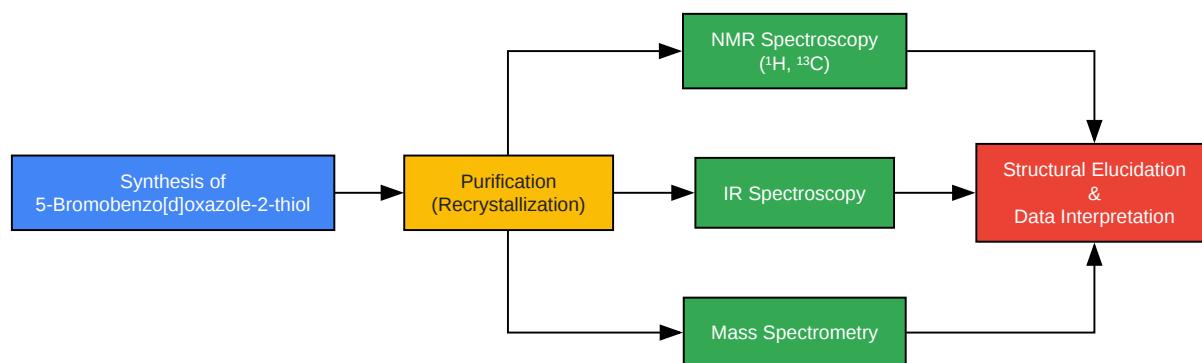 Synthesis of
5-Bromobenzo[d]oxazole-2-thiol
Purification
(Recrystallization)
NMR Spectroscopy
(¹H, ¹³C)
IR Spectroscopy
Mass Spectrometry
Structural Elucidation
&
Data Interpretation